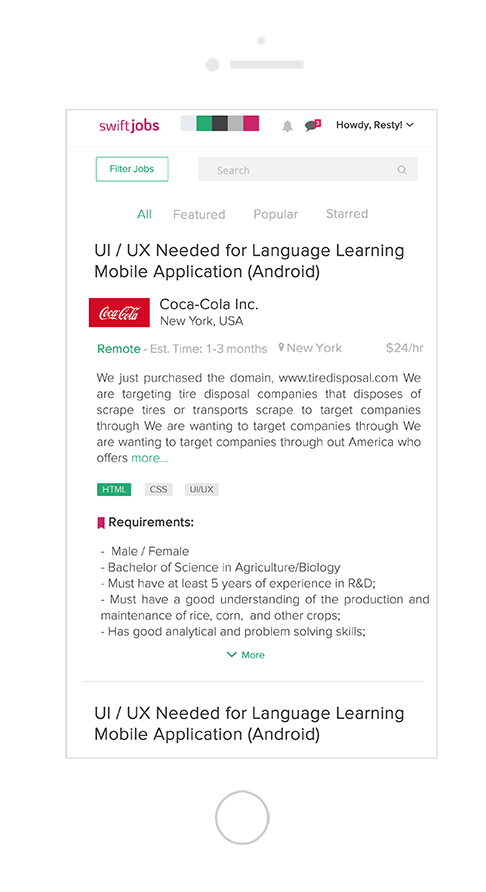 swiftjobs
3
Howdy, Resty!
Filter Jobs
Search
All
Featured
Popular
Starred
UI / UX Needed for Language Learning
Mobile Application (Android)
Coca-Cola
Coca-Cola Inc.
New York, USA
Remote - Est. Time: 1-3 months
New York
$24/hr
We just purchased the domain, www.tiredisposal.com We
are targeting tire disposal companies that disposes of
scrape tires or transports scrape to target companies
through We are wanting to target companies through We
are wanting to target companies through out America who
offers more...
HTML
CSS
UI/UX
Requirements:
- Male / Female
- Bachelor of Science in Agriculture/Biology
- Must have at least 5 years of experience in R&D;
- Must have a good understanding of the production and
maintenance of rice, corn, and other crops;
- Has good analytical and problem solving skills;
More
UI / UX Needed for Language Learning
Mobile Application (Android)